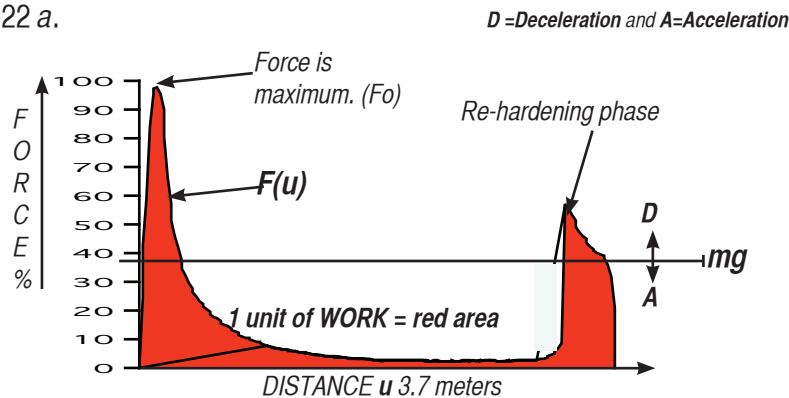 22 a.
D =Deceleration and A=Acceleration
Force is
maximum. (Fo)
Re-hardening phase
F
O
R
C
E
%
100
90
80
70
60
50
40
30
20
10
0
F(u)
D
mg
A
1 unit of WORK = red area
DISTANCE u 3.7 meters